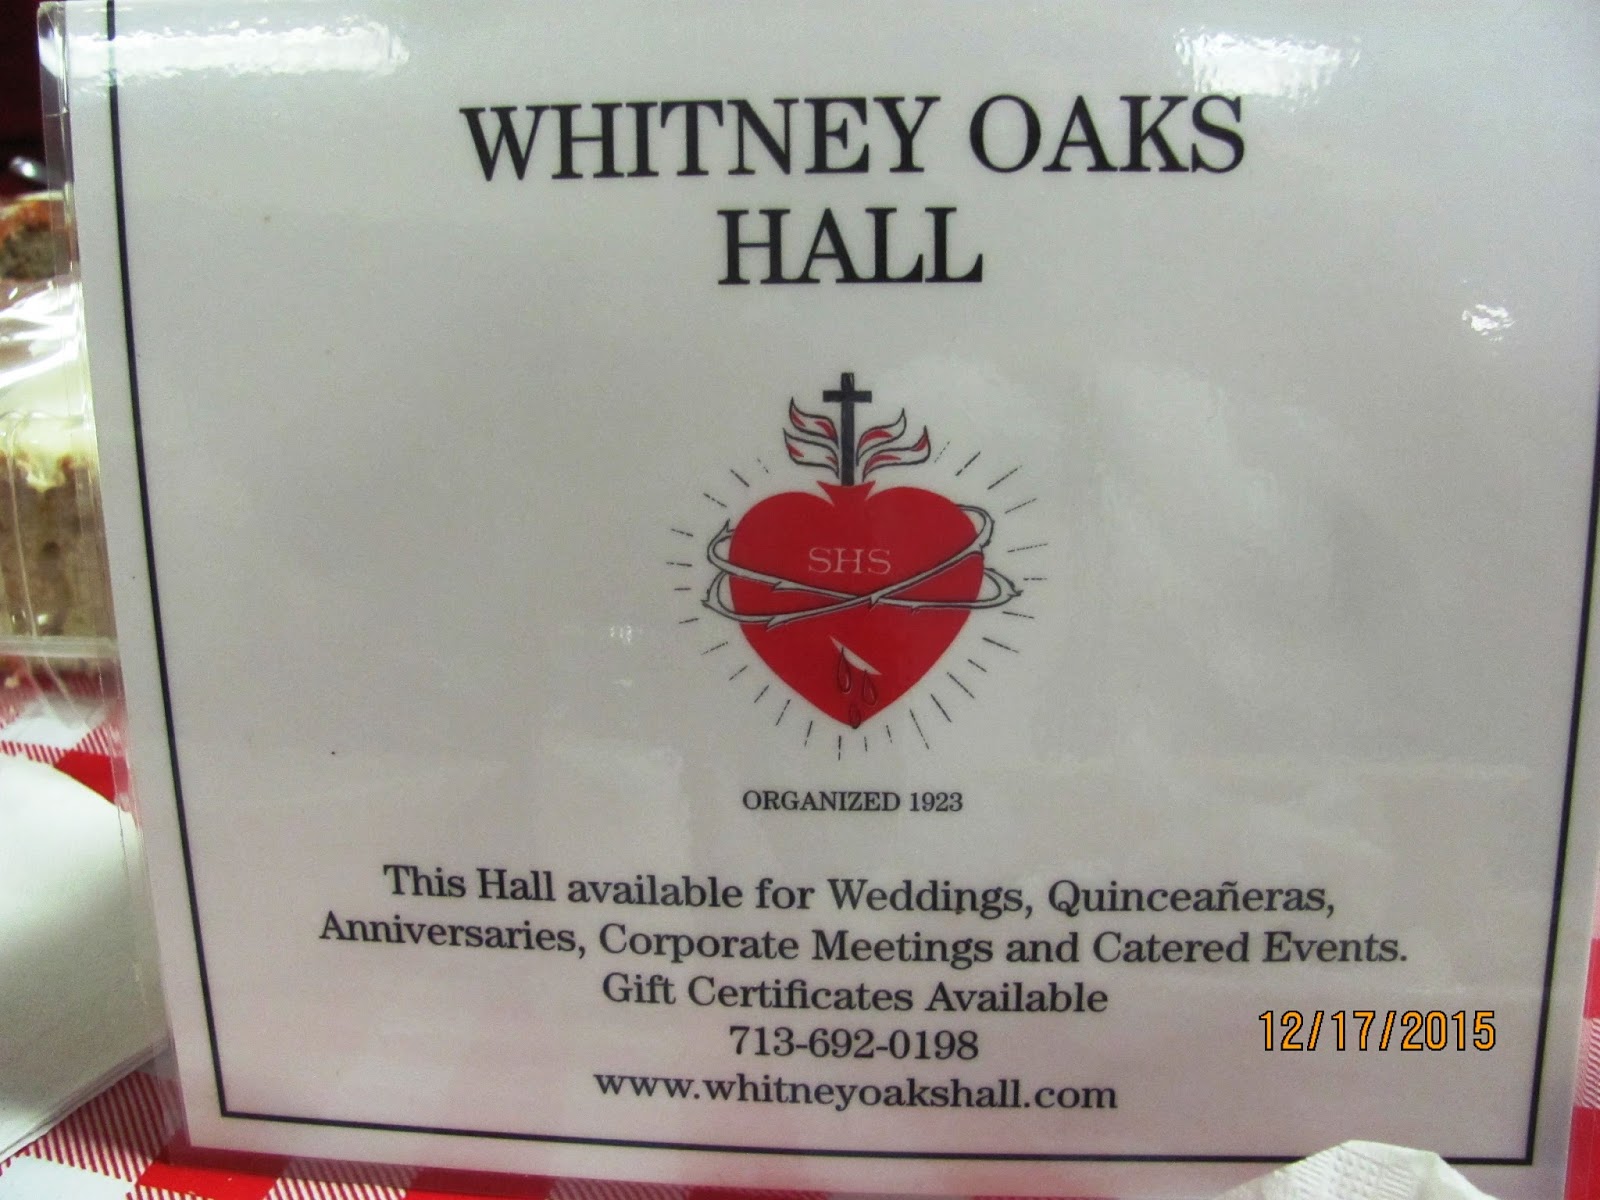 WHITNEY OAKS
HALL
SHS
ORGANIZED 1923
This Hall available for Weddings, Quinceañeras,
Anniversaries, Corporate Meetings and Catered Events.
Gift Certificates Available
713-692-0198
www.whitneyoakshall.com
12/17/2015